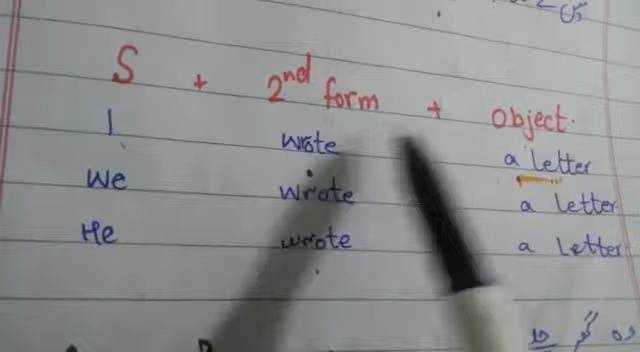 S + 2nd form + object.
I wrote a letter
We wrote a letter
He wrote a letter